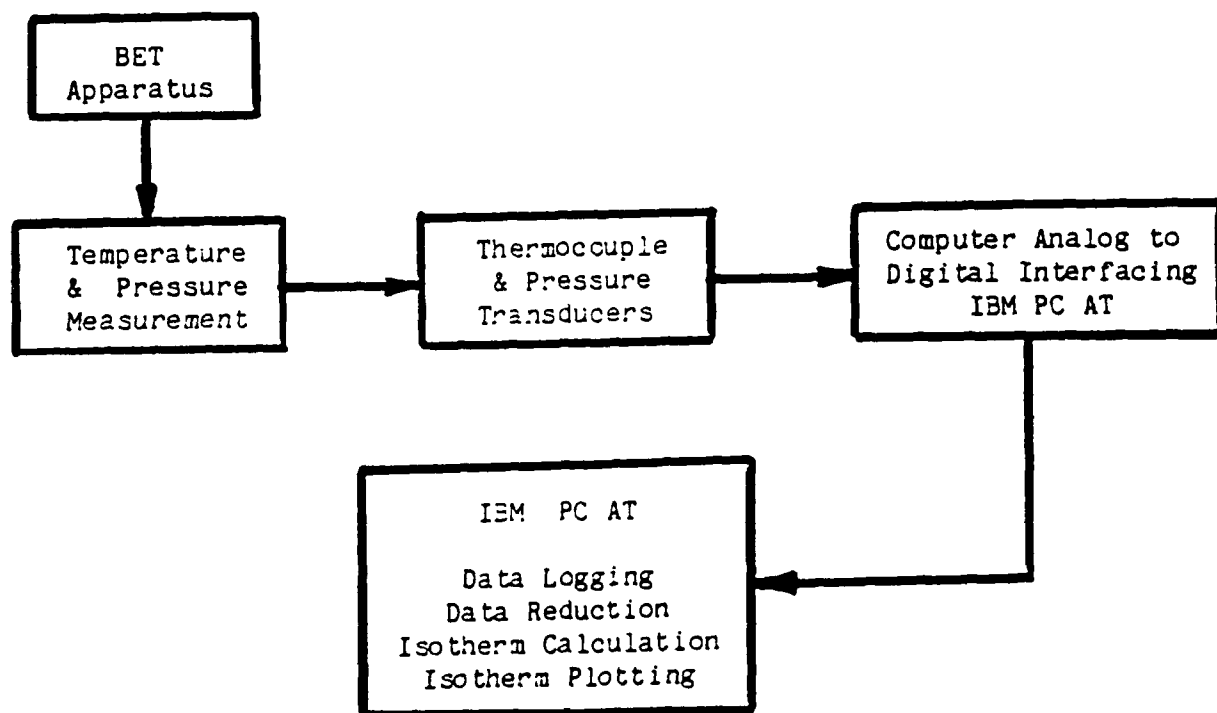 BET
Apparatus
Temperature
& Pressure
Measurement
Thermoccuple
& Pressure
Transducers
Computer Analog to
Digital Interfacing
IBM PC AT
IBM PC AT
Data Logging
Data Reduction
Isotherm Calculation
Isotherm Plotting